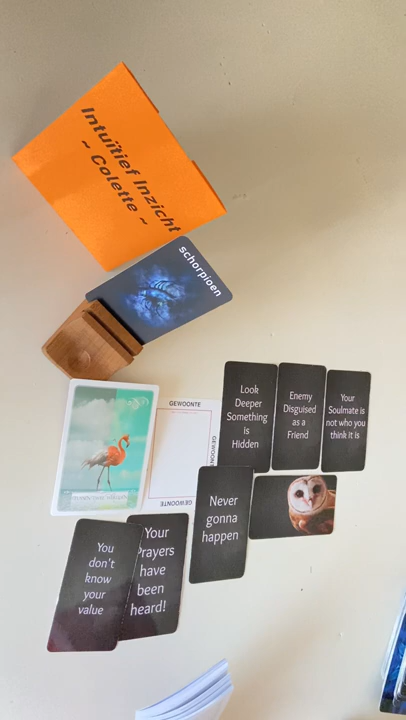 Intuïtief Inzicht
~ Colette ~
schorpioen
GEWOONTE
GEWOONTE
GEWOONTE
Look
Deeper
Something
is
Hidden
Enemy
Disguised
as a
Friend
Your
Soulmate is
not who you
think it is
Never
gonna
happen
Your
Prayers
have
been
heard!
You
don't
know
your
value